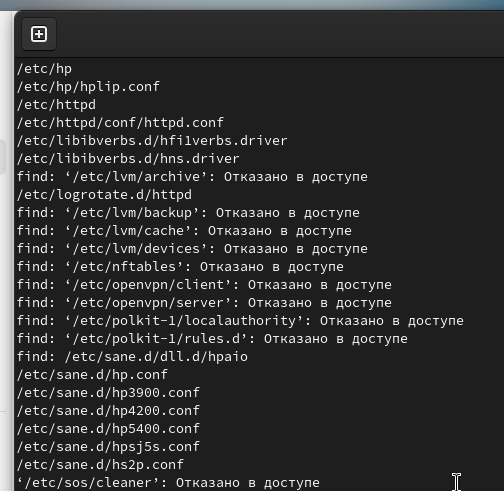 /etc/hp
/etc/hp/hplip.conf
/etc/httpd
/etc/httpd/conf/httpd.conf
/etc/libibverbs.d/hfi1verbs.driver
/etc/libibverbs.d/hns.driver
find: ‘/etc/lvm/archive’: Отказано в доступе
/etc/logrotate.d/httpd
find: ‘/etc/lvm/backup’: Отказано в доступе
find: ‘/etc/lvm/cache’: Отказано в доступе
find: ‘/etc/lvm/devices’: Отказано в доступе
find: ‘/etc/nftables’: Отказано в доступе
find: ‘/etc/openvpn/client’: Отказано в доступе
find: ‘/etc/openvpn/server’: Отказано в доступе
find: ‘/etc/polkit-1/localauthority’: Отказано в доступе
find: ‘/etc/polkit-1/rules.d’: Отказано в доступе
find: /etc/sane.d/dll.d/hpaio
/etc/sane.d/hp.conf
/etc/sane.d/hp3900.conf
/etc/sane.d/hp4200.conf
/etc/sane.d/hp5400.conf
/etc/sane.d/hpsj5s.conf
/etc/sane.d/hs2p.conf
‘/etc/sos/cleaner’: Отказано в доступе